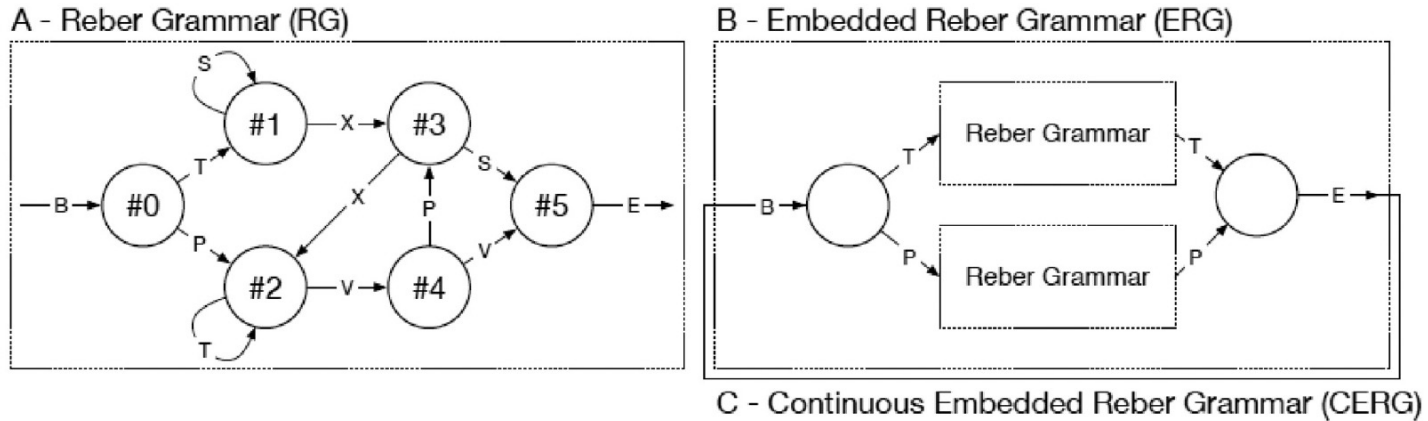 A - Reber Grammar (RG)
B - Embedded Reber Grammar (ERG)
S
#1
X
#3
T
S
B
#0
X
P
#5
E
P
V
#2
V
#4
T
Reber Grammar
T
T
B
E
P
P
Reber Grammar
C - Continuous Embedded Reber Grammar (CERG)